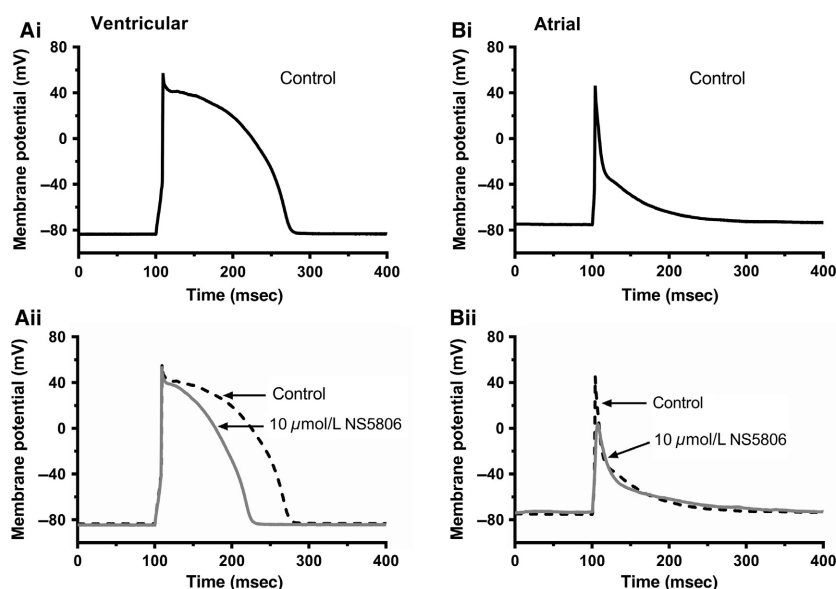 Ai Ventricular
80
40
0
–40
–80
Membrane potential (mV)
Control
0 100 200 300 400
Time (msec)
Bi Atrial
80
40
0
–40
–80
Membrane potential (mV)
Control
0 100 200 300 400
Time (msec)
Aii
80
40
0
–40
–80
Membrane potential (mV)
Control
10 µmol/L NS5806
0 100 200 300 400
Time (msec)
Bii
80
40
0
–40
–80
Membrane potential (mV)
Control
10 µmol/L NS5806
0 100 200 300 400
Time (msec)